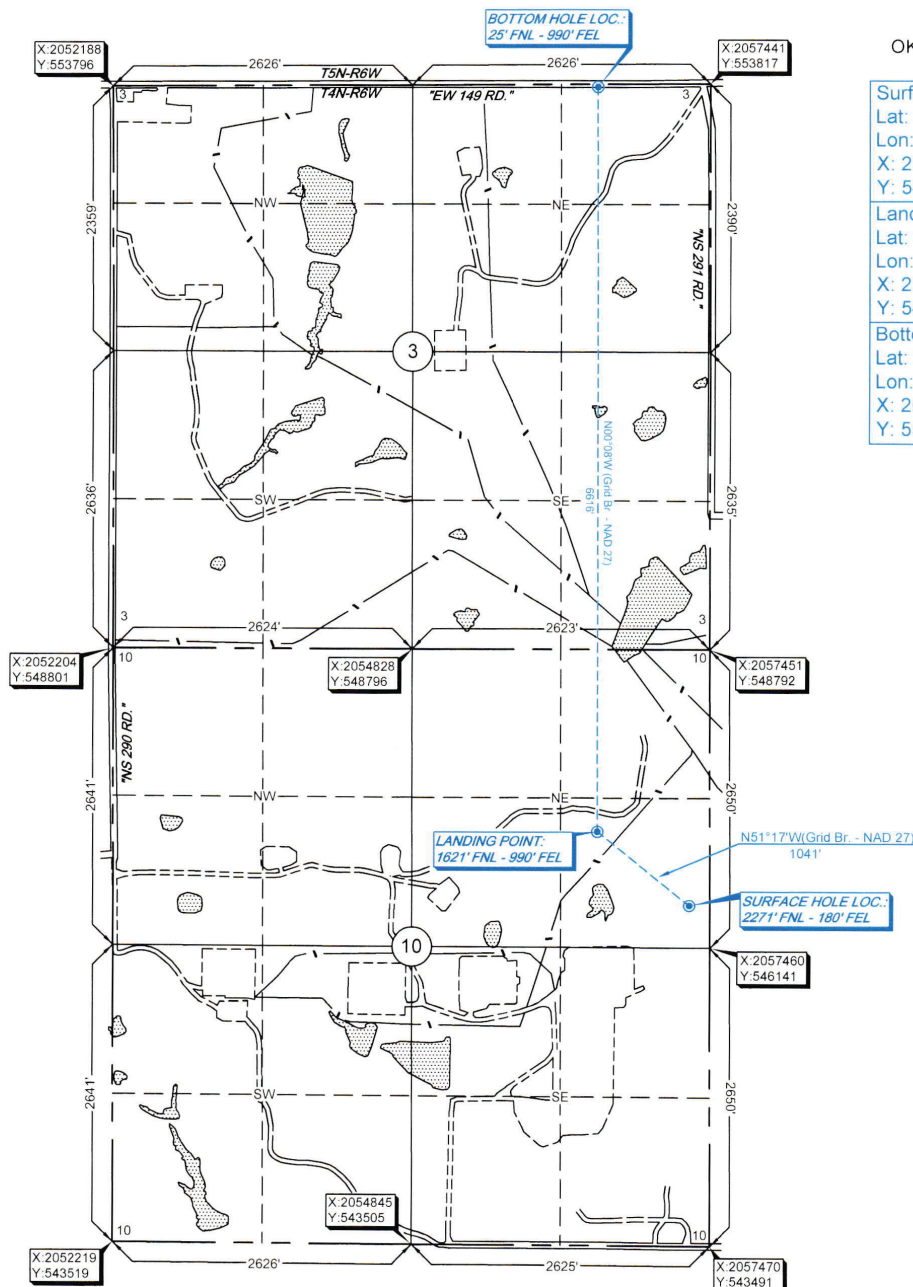 BOTTOM HOLE LOC.:
25' FNL - 990' FEL
X:2052188
Y:553796
2626'
T5N-R6W
T4N-R6W
2626'
X:2057441
Y:553817
OK
3
"EW 149 RD."
3
Surf
Lat:
Lon:
X: 2
Y: 5
Land
Lat:
Lon:
X: 2
Y: 5
Botto
Lat:
Lon:
X: 2
Y: 5
NW
NE
2359'
"NS 291 RD."
2390'
3
2636'
N00°08'W (Grid Br. - NAD 27)
6616'
2635'
SW
SE
3
2624'
2623'
3
X:2052204
Y:548801
10
X:2054828
Y:548796
10
X:2057451
Y:548792
"NS 290 RD."
2641'
NW
NE
2650'
LANDING POINT:
1621' FNL - 990' FEL
N51°17'W(Grid Br. - NAD 27)
1041'
SURFACE HOLE LOC.:
2271' FNL - 180' FEL
10
X:2057460
Y:546141
2641'
SW
SE
2650'
X:2054845
Y:543505
10
10
X:2052219
Y:543519
2626'
2625'
X:2057470
Y:543491